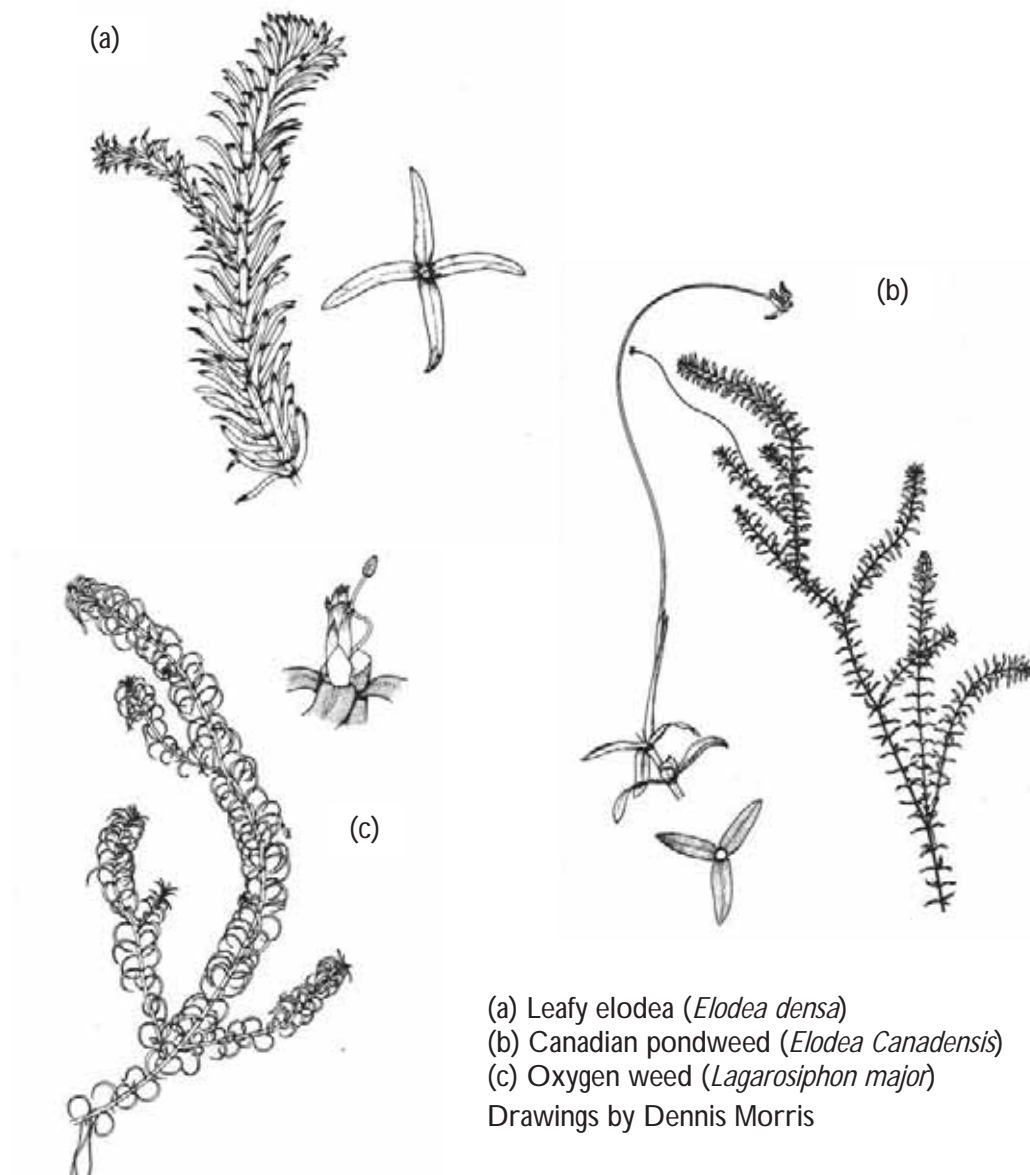 (a)
(b)
(c)
(a) Leafy elodea (Elodea densa)
(b) Canadian pondweed (Elodea Canadensis)
(c) Oxygen weed (Lagarosiphon major)
Drawings by Dennis Morris